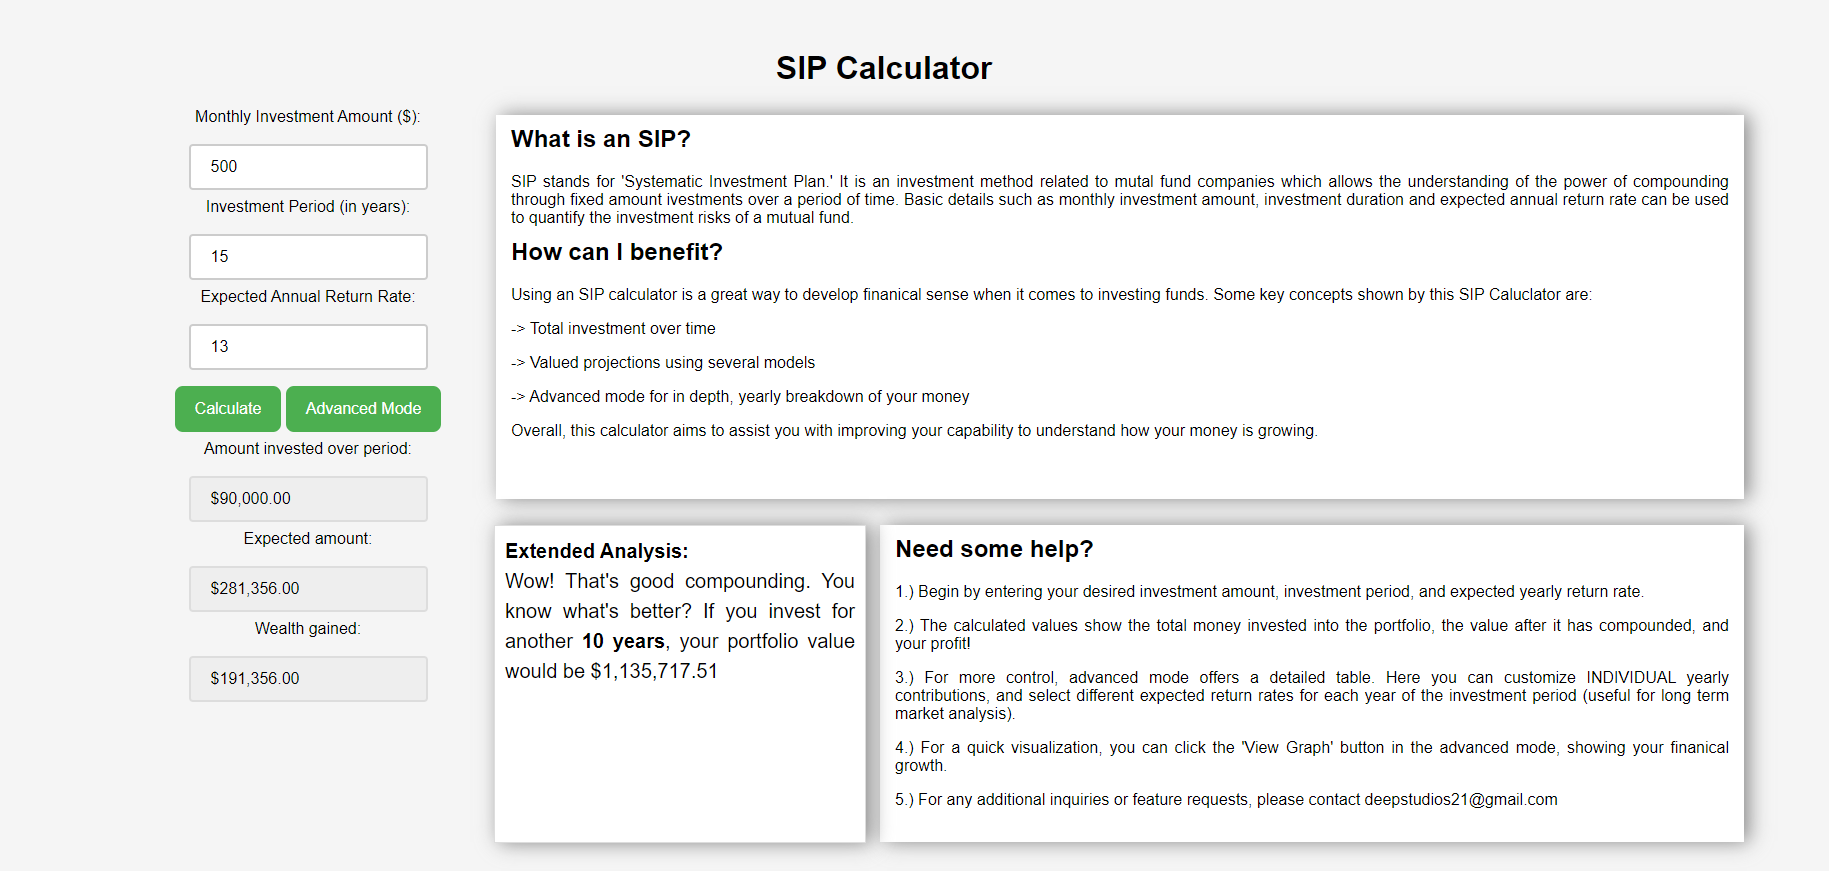 SIP Calculator
Monthly Investment Amount ($):
500
Investment Period (in years):
15
Expected Annual Return Rate:
13
Calculate Advanced Mode
Amount invested over period:
$90,000.00
Expected amount:
$281,356.00
Wealth gained:
$191,356.00
What is an SIP?
SIP stands for 'Systematic Investment Plan.' It is an investment method related to mutal fund companies which allows the understanding of the power of compounding
through fixed amount ivestments over a period of time. Basic details such as monthly investment amount, investment duration and expected annual return rate can be used
to quantify the investment risks of a mutual fund.
How can I benefit?
Using an SIP calculator is a great way to develop finanical sense when it comes to investing funds. Some key concepts shown by this SIP Caluclator are:
-> Total investment over time
-> Valued projections using several models
-> Advanced mode for in depth, yearly breakdown of your money
Overall, this calculator aims to assist you with improving your capability to understand how your money is growing.
Extended Analysis:
Wow! That's good compounding. You
know what's better? If you invest for
another 10 years, your portfolio value
would be $1,135,717.51
Need some help?
1.) Begin by entering your desired investment amount, investment period, and expected yearly return rate.
2.) The calculated values show the total money invested into the portfolio, the value after it has compounded, and
your profit!
3.) For more control, advanced mode offers a detailed table. Here you can customize INDIVIDUAL yearly
contributions, and select different expected return rates for each year of the investment period (useful for long term
market analysis).
4.) For a quick visualization, you can click the 'View Graph' button in the advanced mode, showing your finanical
growth.
5.) For any additional inquiries or feature requests, please contact deepstudios21@gmail.com